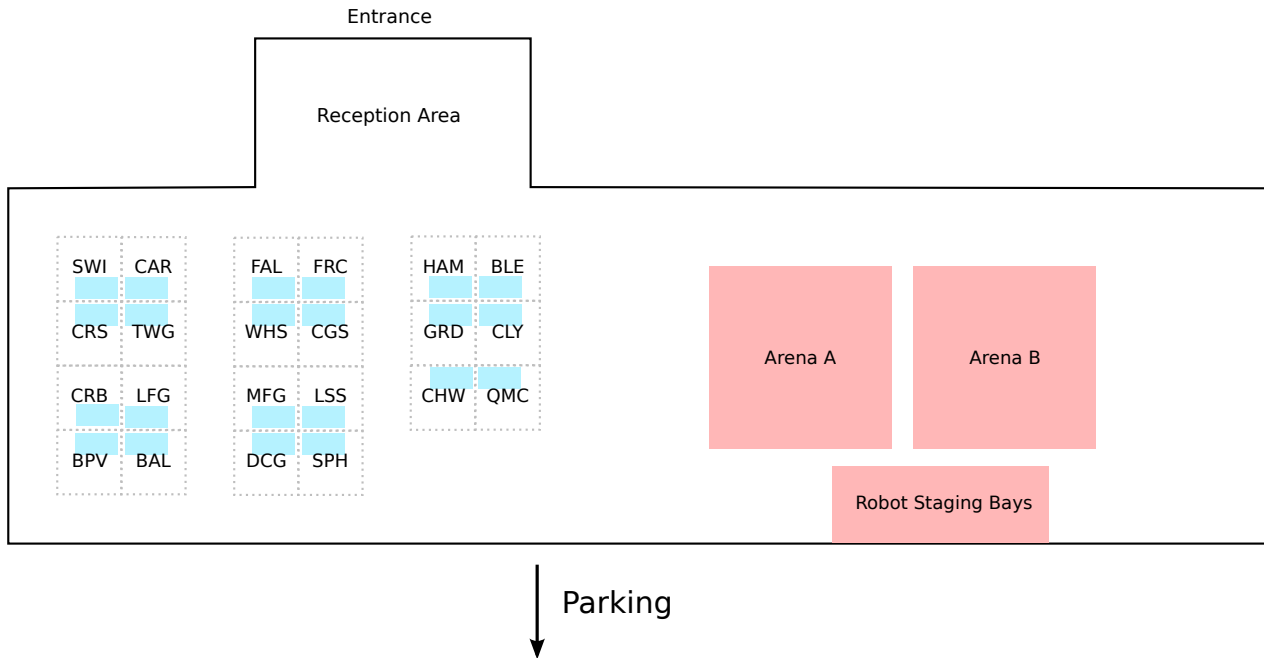 Entrance
Reception Area
SWI CAR FAL FRC HAM BLE
CRS TWG WHS CGS GRD CLY
Arena A Arena B
CRB LFG MFG LSS CHW QMC
BPV BAL DCG SPH
Robot Staging Bays
Parking